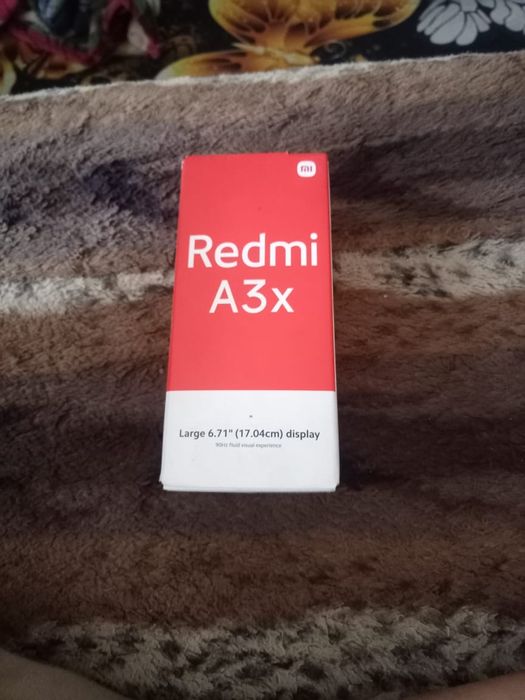 mi
Redmi
A3x
Large 6.71" (17.04cm) display
90Hz fluid visual experience